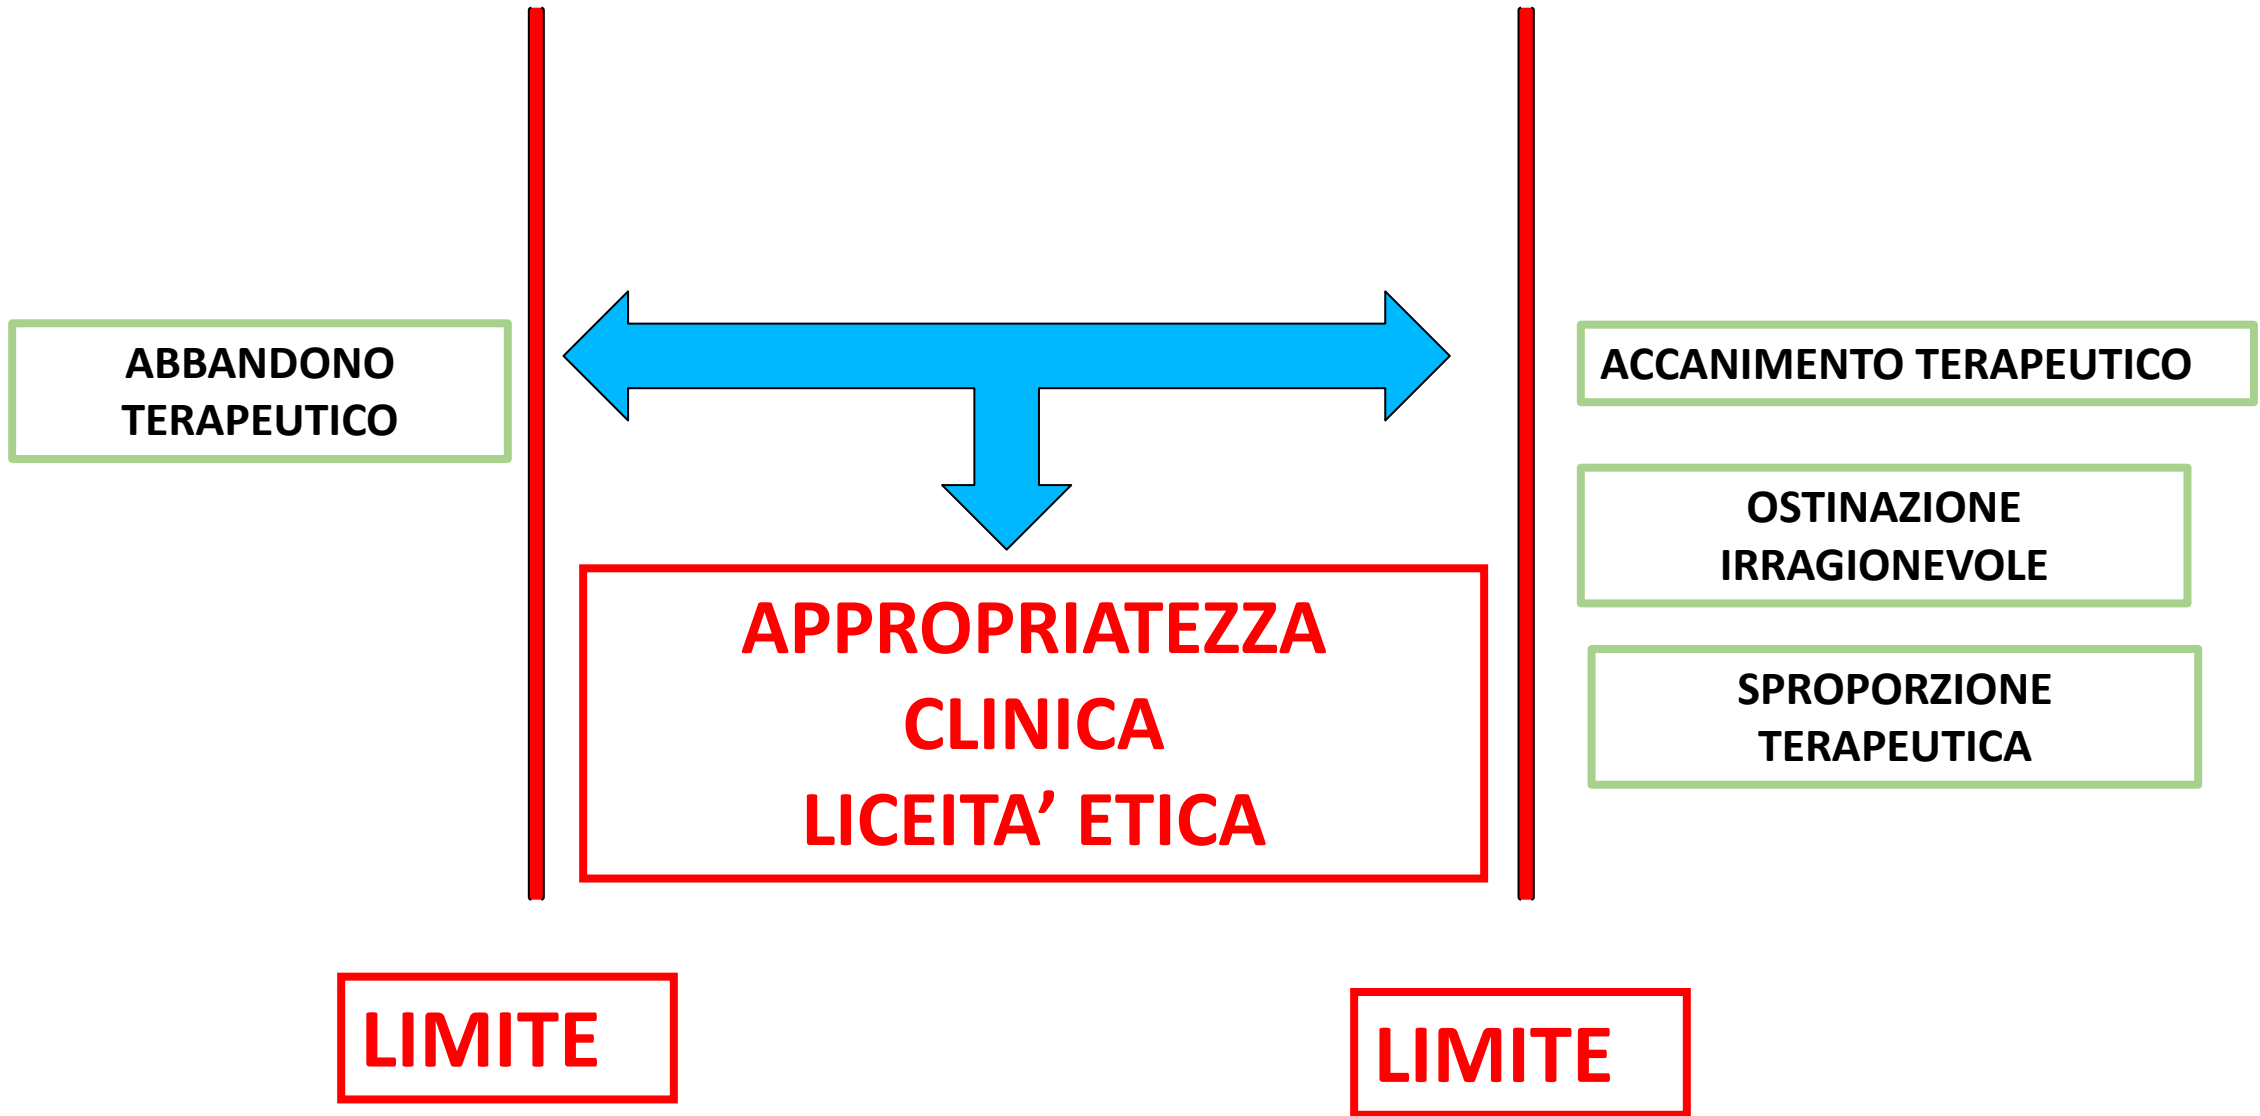 ABBANDONO
TERAPEUTICO
ACCANIMENTO TERAPEUTICO
OSTINAZIONE
IRRAGIONEVOLE
SPROPORZIONE
TERAPEUTICA
APPROPRIATEZZA
CLINICA
LICEITA’ ETICA
LIMITE
LIMITE